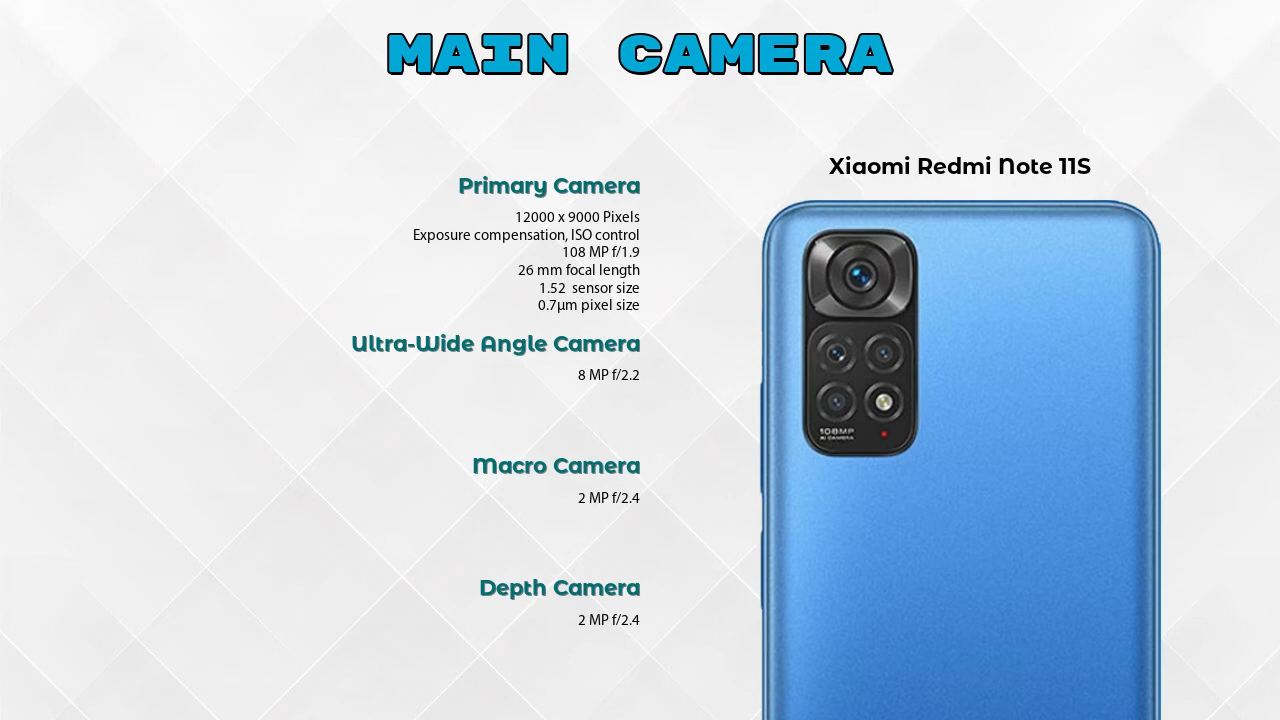 MAIN CAMERA
Xiaomi Redmi Note 11S
Primary Camera
12000 x 9000 Pixels
Exposure compensation, ISO control
108 MP f/1.9
26 mm focal length
1.52 sensor size
0.7µm pixel size
Ultra-Wide Angle Camera
8 MP f/2.2
Macro Camera
2 MP f/2.4
Depth Camera
2 MP f/2.4
108MP
AI CAMERA